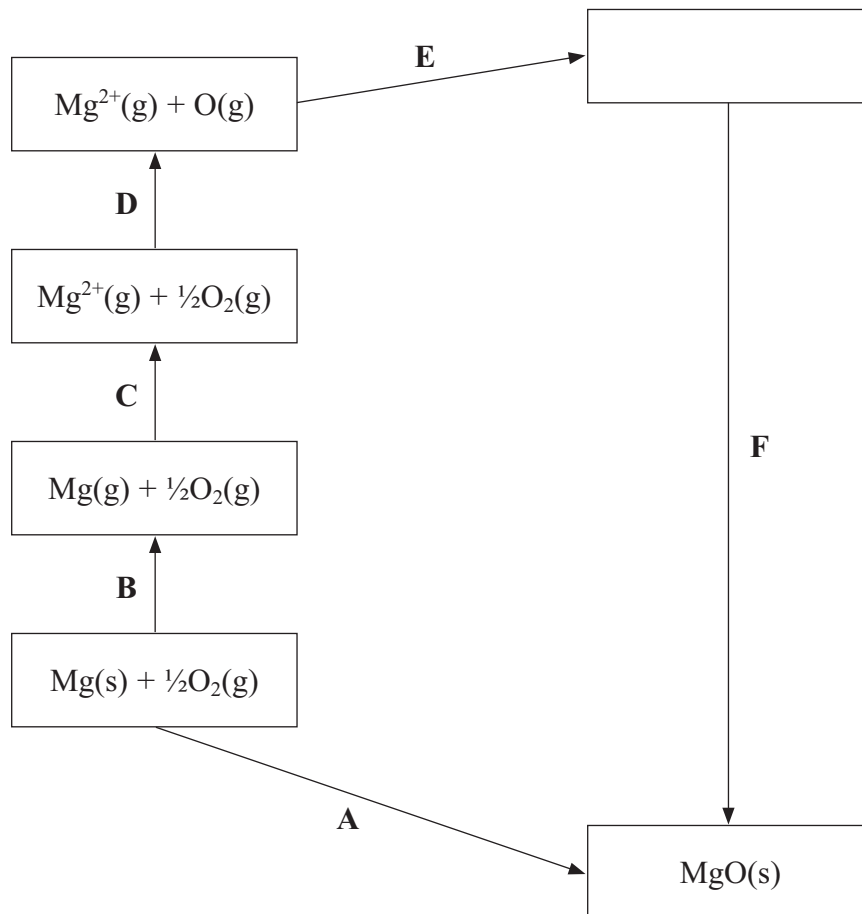 E
Mg²⁺(g) + O(g)
D
Mg²⁺(g) + ½O₂(g)
C
F
Mg(g) + ½O₂(g)
B
Mg(s) + ½O₂(g)
A
MgO(s)